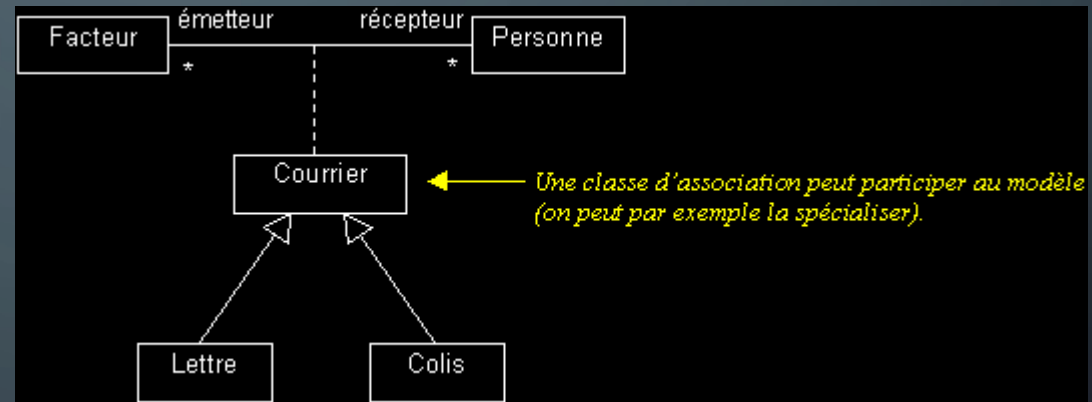 émetteur récepteur
Facteur Personne
* *
Courrier
Une classe d'association peut participer au modèle
(on peut par exemple la spécialiser).
Lettre Colis